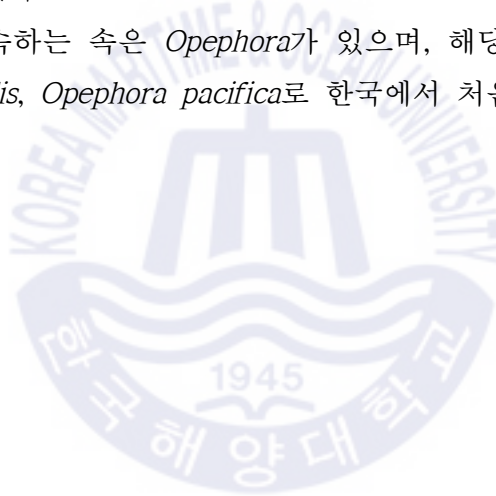 속하는 속은 Opephora가 있으며, 해당
is, Opephora pacifica로 한국에서 처음
KOREA MARITIME & OCEAN UNIVERSITY
1945
한국해양대학교